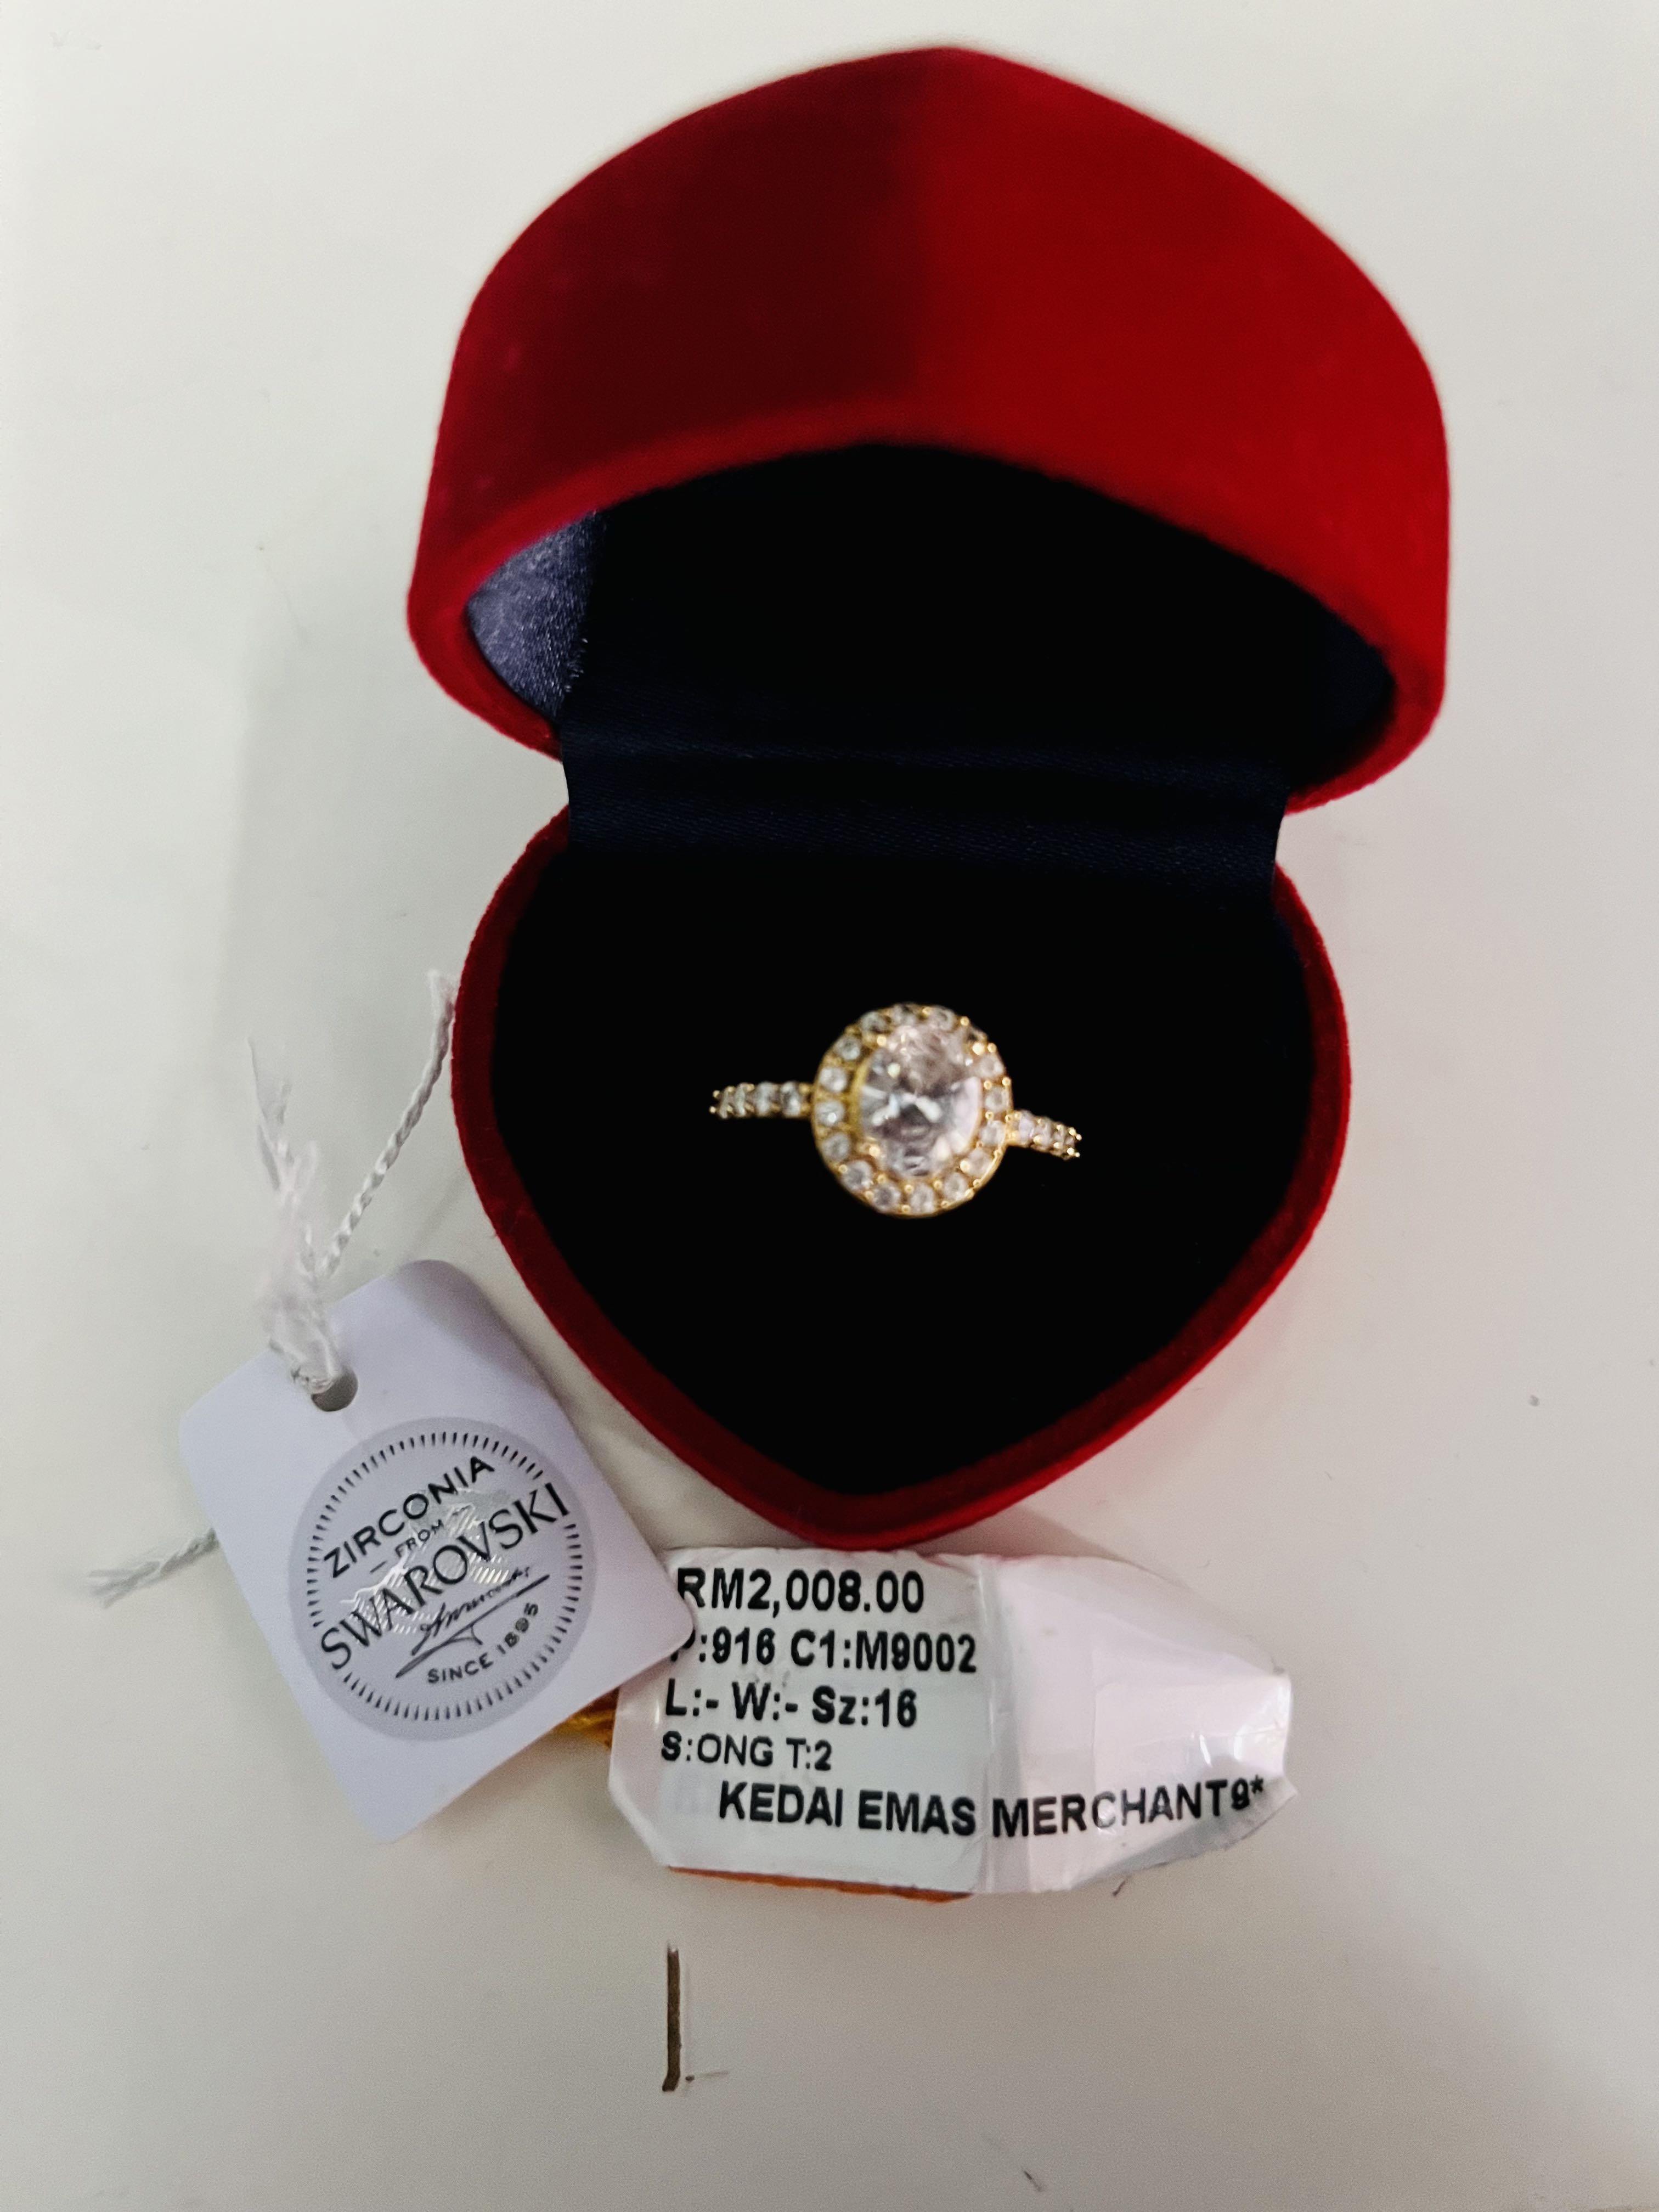 ZIRCONIA
FROM
SWAROVSKI
SINCE 1895
RM2,008.00
P:916 C1:M9002
L:- W:- Sz:16
S:ONG T:2
KEDAI EMAS MERCHANT9*